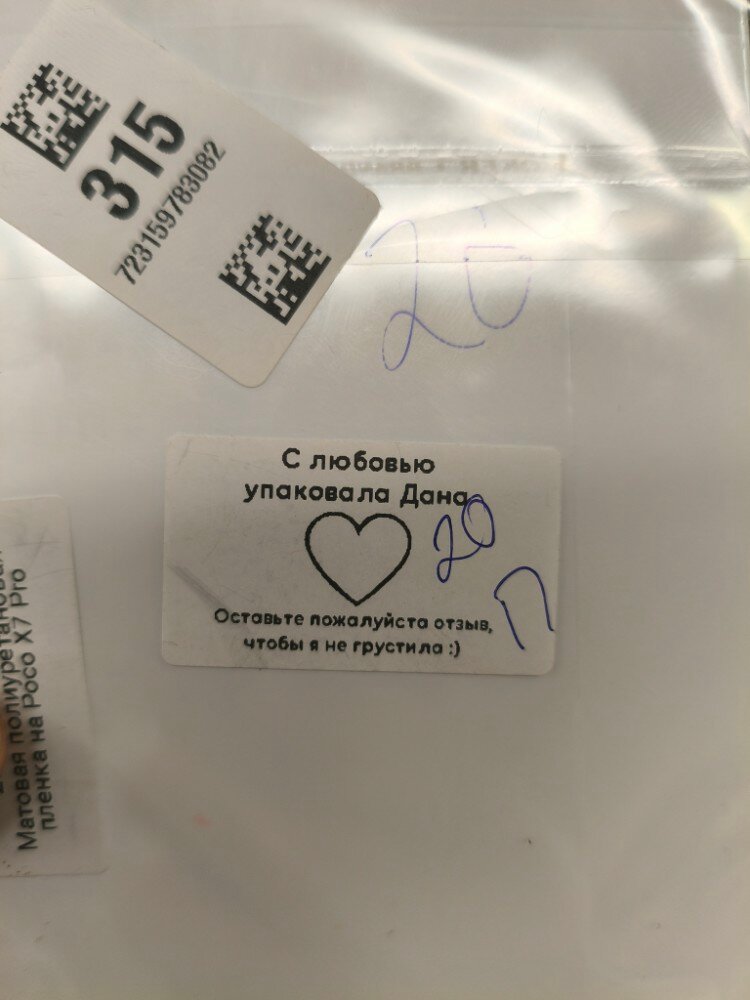 315
723159783082
20
С любовью
упаковала Дана
20
П
Оставьте пожалуйста отзыв,
чтобы я не грустила :)
Матовая полиуретановая
пленка на Poco X7 Pro